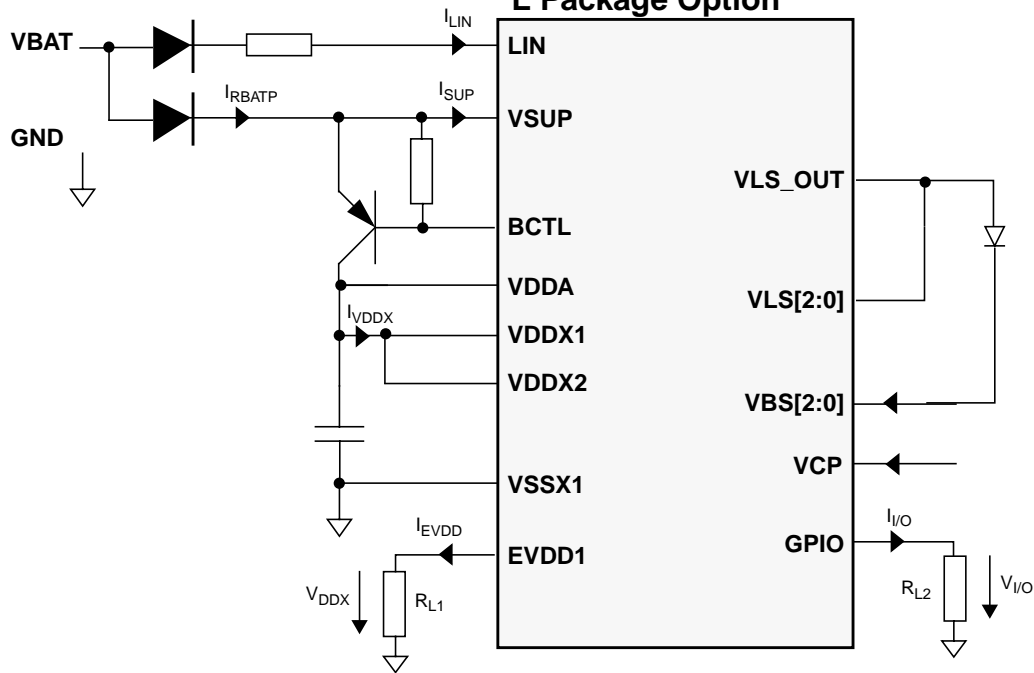 L Package Option
VBAT
I_LIN
LIN
I_RBATP
I_SUP
VSUP
GND
VLS_OUT
BCTL
VDDA
VLS[2:0]
I_VDDX
VDDX1
VDDX2
VBS[2:0]
VCP
VSSX1
I_EVDD
EVDD1
I_I/O
GPIO
V_DDX
R_L1
R_L2
V_I/O